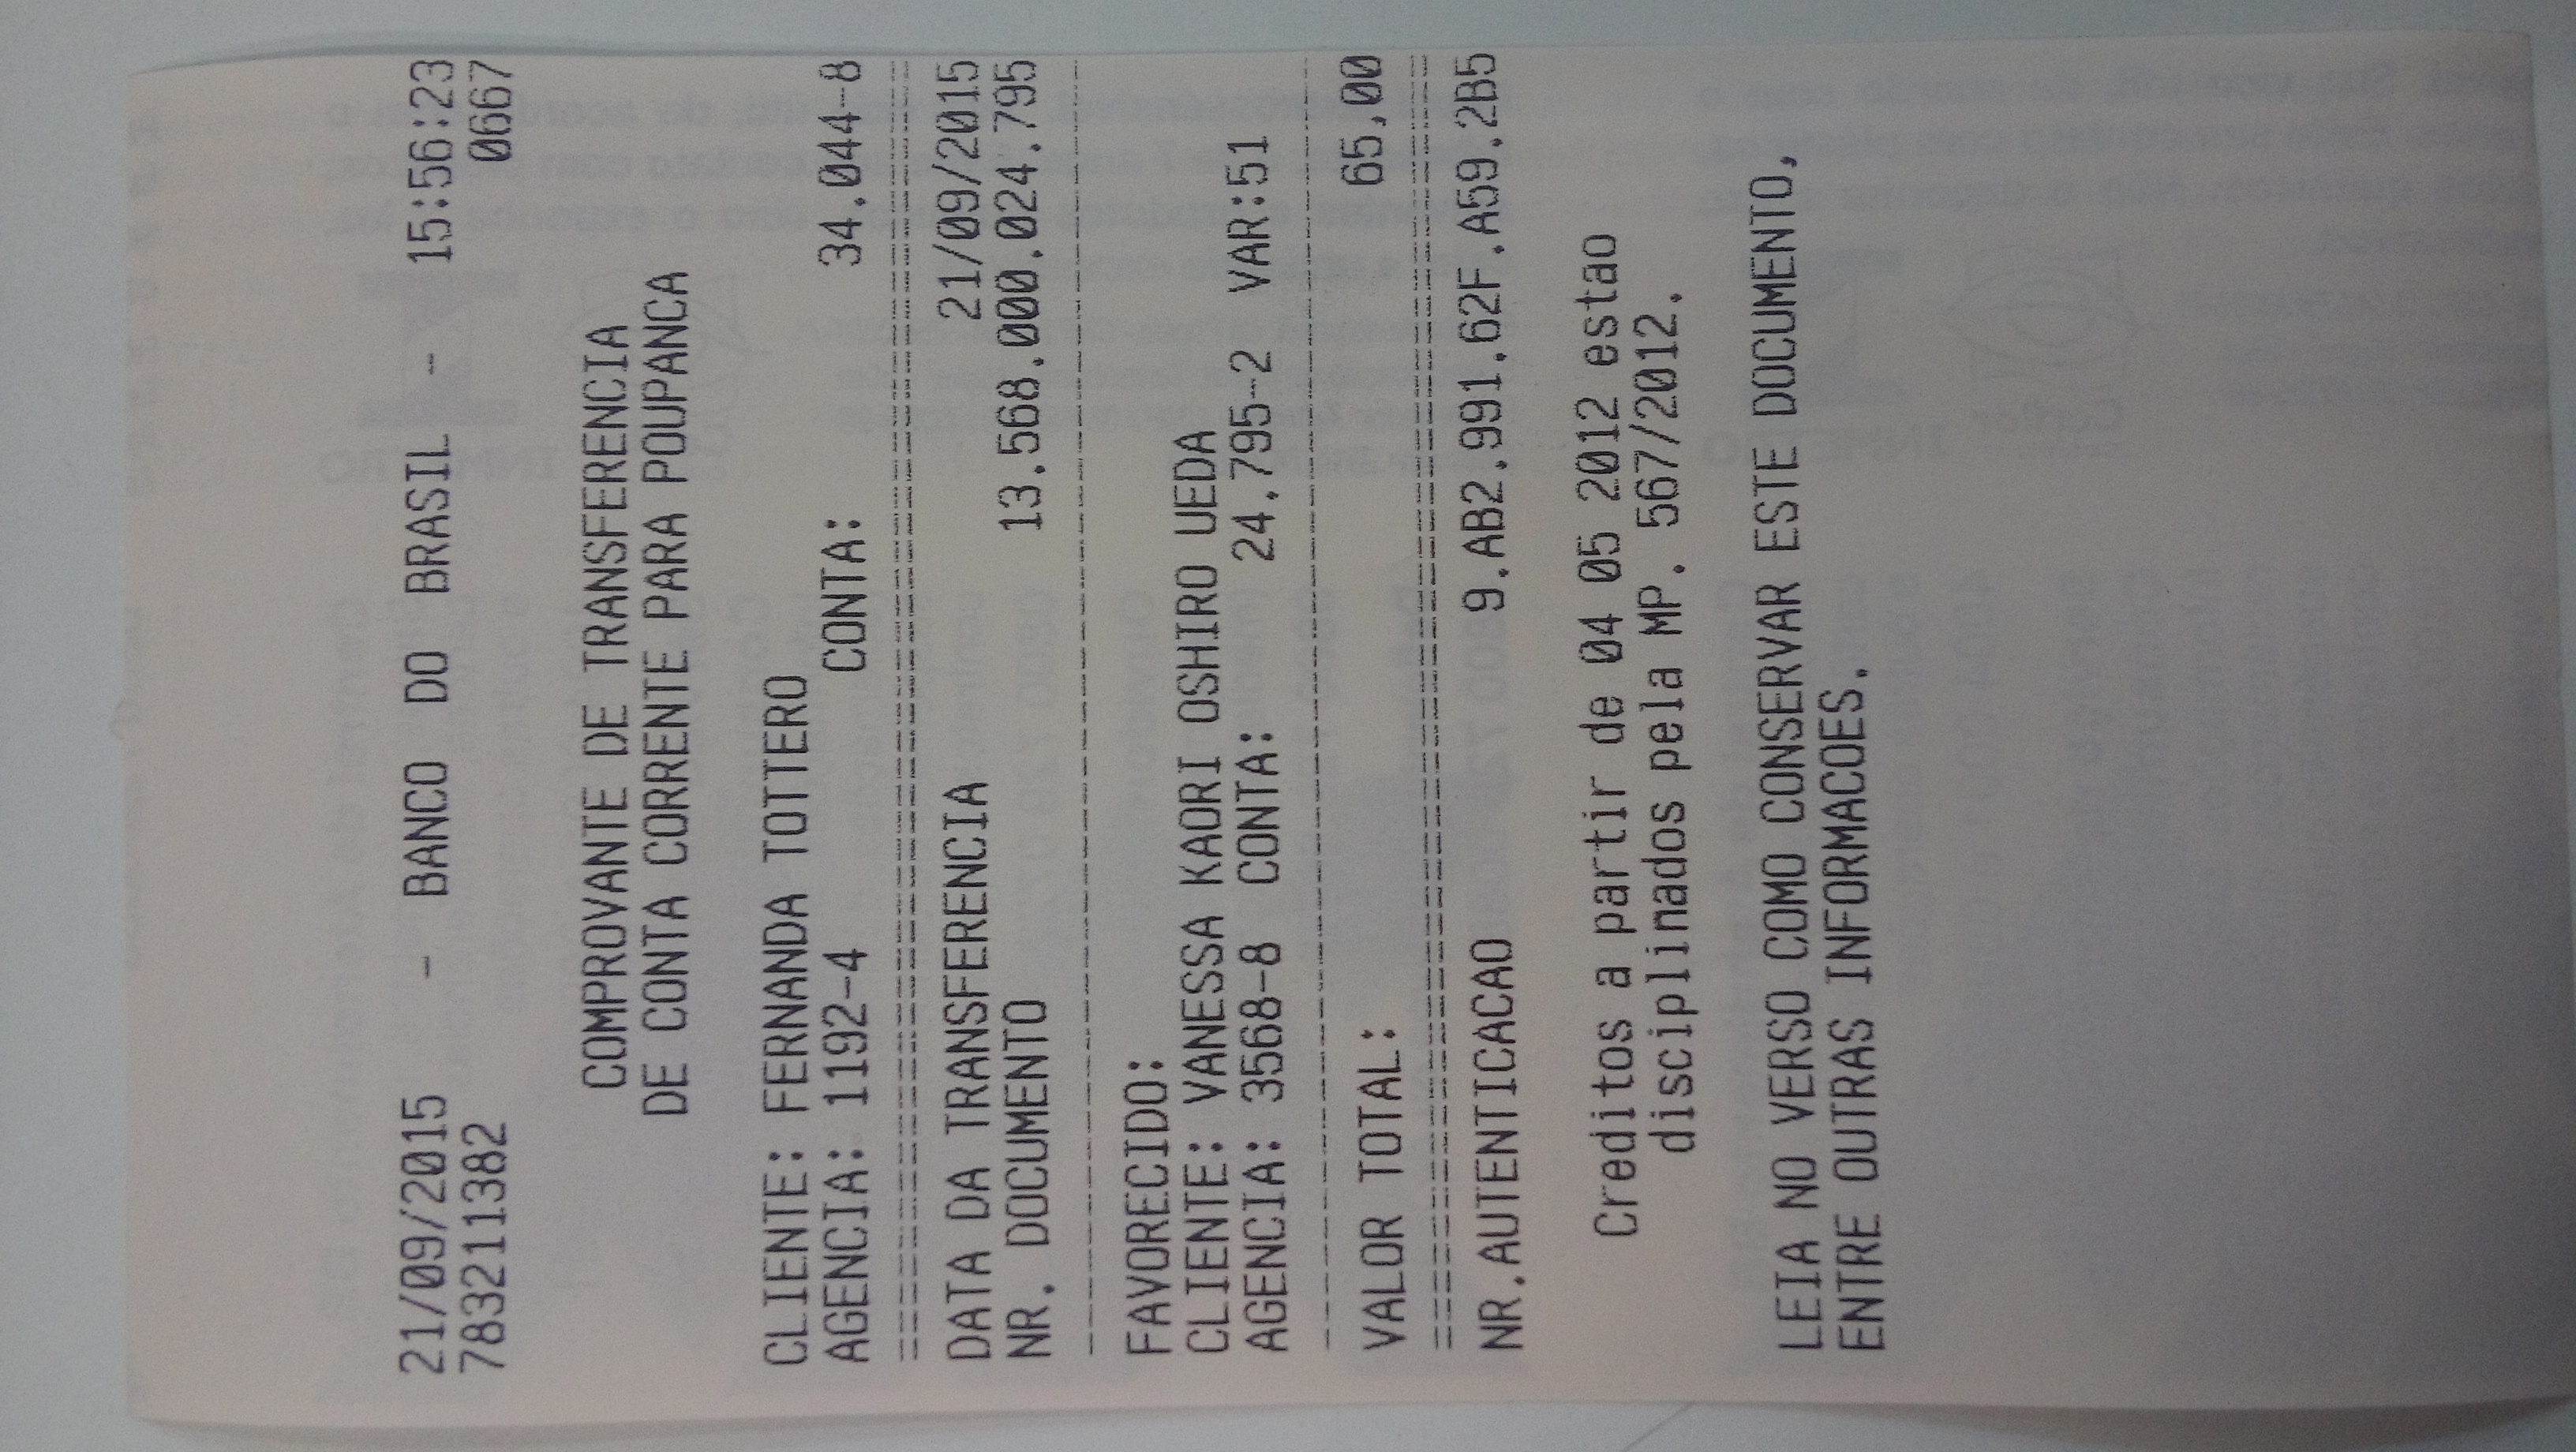 21/09/2015 - BANCO DO BRASIL - 15:56:23
783211382 0667
COMPROVANTE DE TRANSFERENCIA
DE CONTA CORRENTE PARA POUPANCA
CLIENTE: FERNANDA TOTTERO
AGENCIA: 1192-4 CONTA: 34.044-8
DATA DA TRANSFERENCIA 21/09/2015
NR. DOCUMENTO 13.568.000.024.795
FAVORECIDO:
CLIENTE: VANESSA KAORI OSHIRO UEDA
AGENCIA: 3568-8 CONTA: 24.795-2 VAR:51
VALOR TOTAL: 65,00
NR.AUTENTICACAO 9.AB2.991.62F.A59.2B5
Creditos a partir de 04 05 2012 estao
disciplinados pela MP. 567/2012.
LEIA NO VERSO COMO CONSERVAR ESTE DOCUMENTO,
ENTRE OUTRAS INFORMACOES.